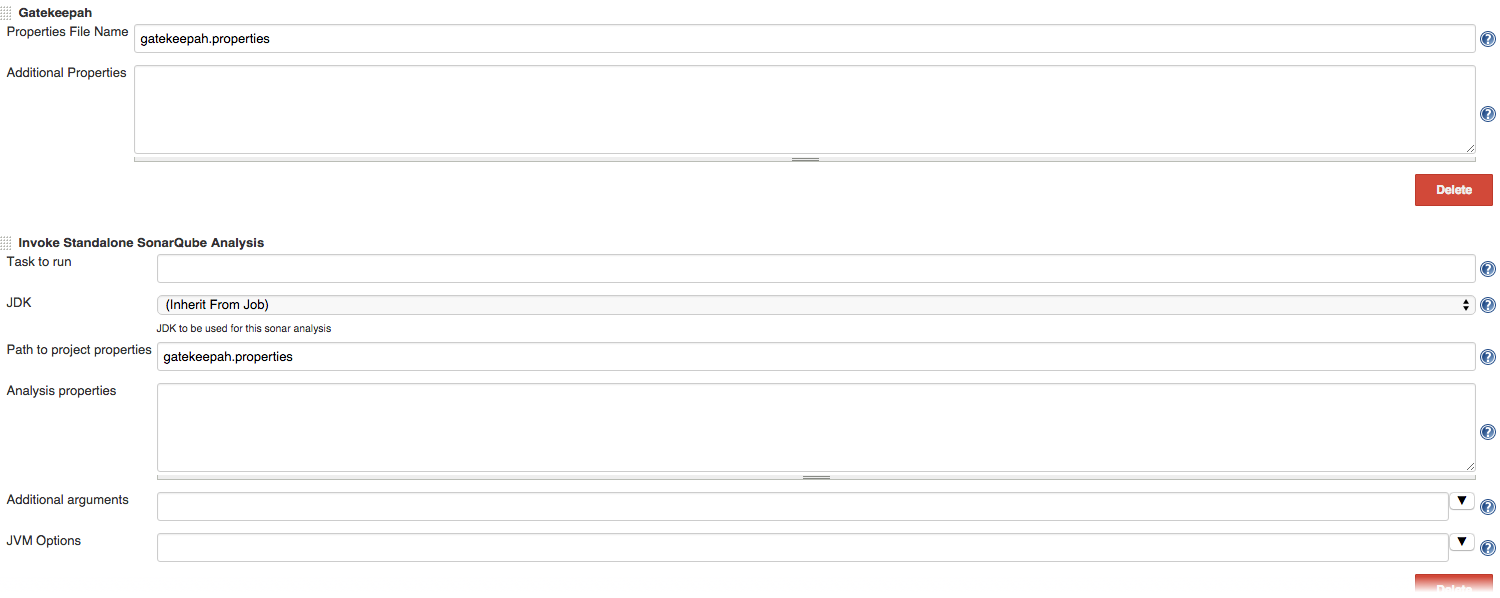 Gatekeepah
Properties File Name
gatekeepah.properties
Additional Properties
Delete
Invoke Standalone SonarQube Analysis
Task to run
JDK
(Inherit From Job)
JDK to be used for this sonar analysis
Path to project properties
gatekeepah.properties
Analysis properties
Additional arguments
JVM Options
Delete